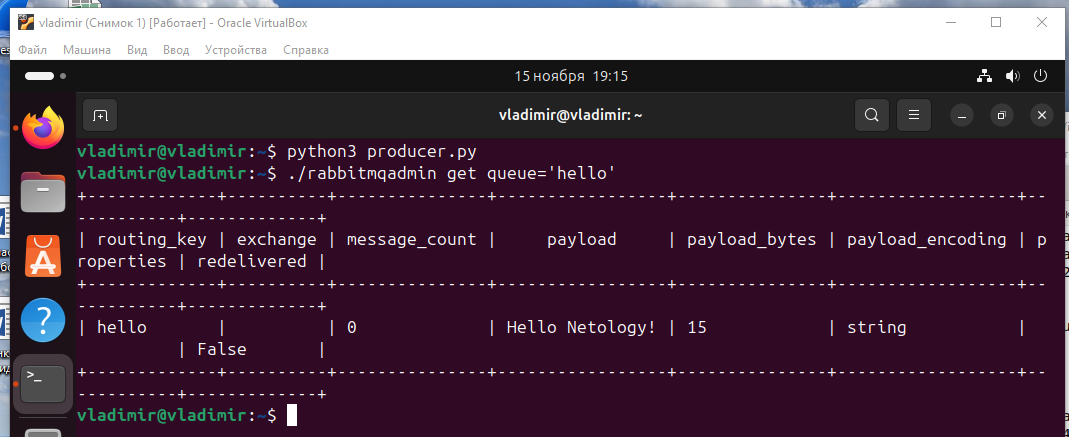 vladimir (Снимок 1) [Работает] - Oracle VirtualBox
Файл Машина Вид Ввод Устройства Справка
15 ноября 19:15
vladimir@vladimir: ~
vladimir@vladimir:~$ python3 producer.py
vladimir@vladimir:~$ ./rabbitmqadmin get queue='hello'
+-------------+----------+---------------+-----------------+---------------+------------------+--
----------+-------------+
| routing_key | exchange | message_count |     payload     | payload_bytes | payload_encoding | p
roperties | redelivered |
+-------------+----------+---------------+-----------------+---------------+------------------+--
----------+-------------+
| hello       |          | 0             | Hello Netology! | 15            | string           |
          | False       |
+-------------+----------+---------------+-----------------+---------------+------------------+--
----------+-------------+
vladimir@vladimir:~$